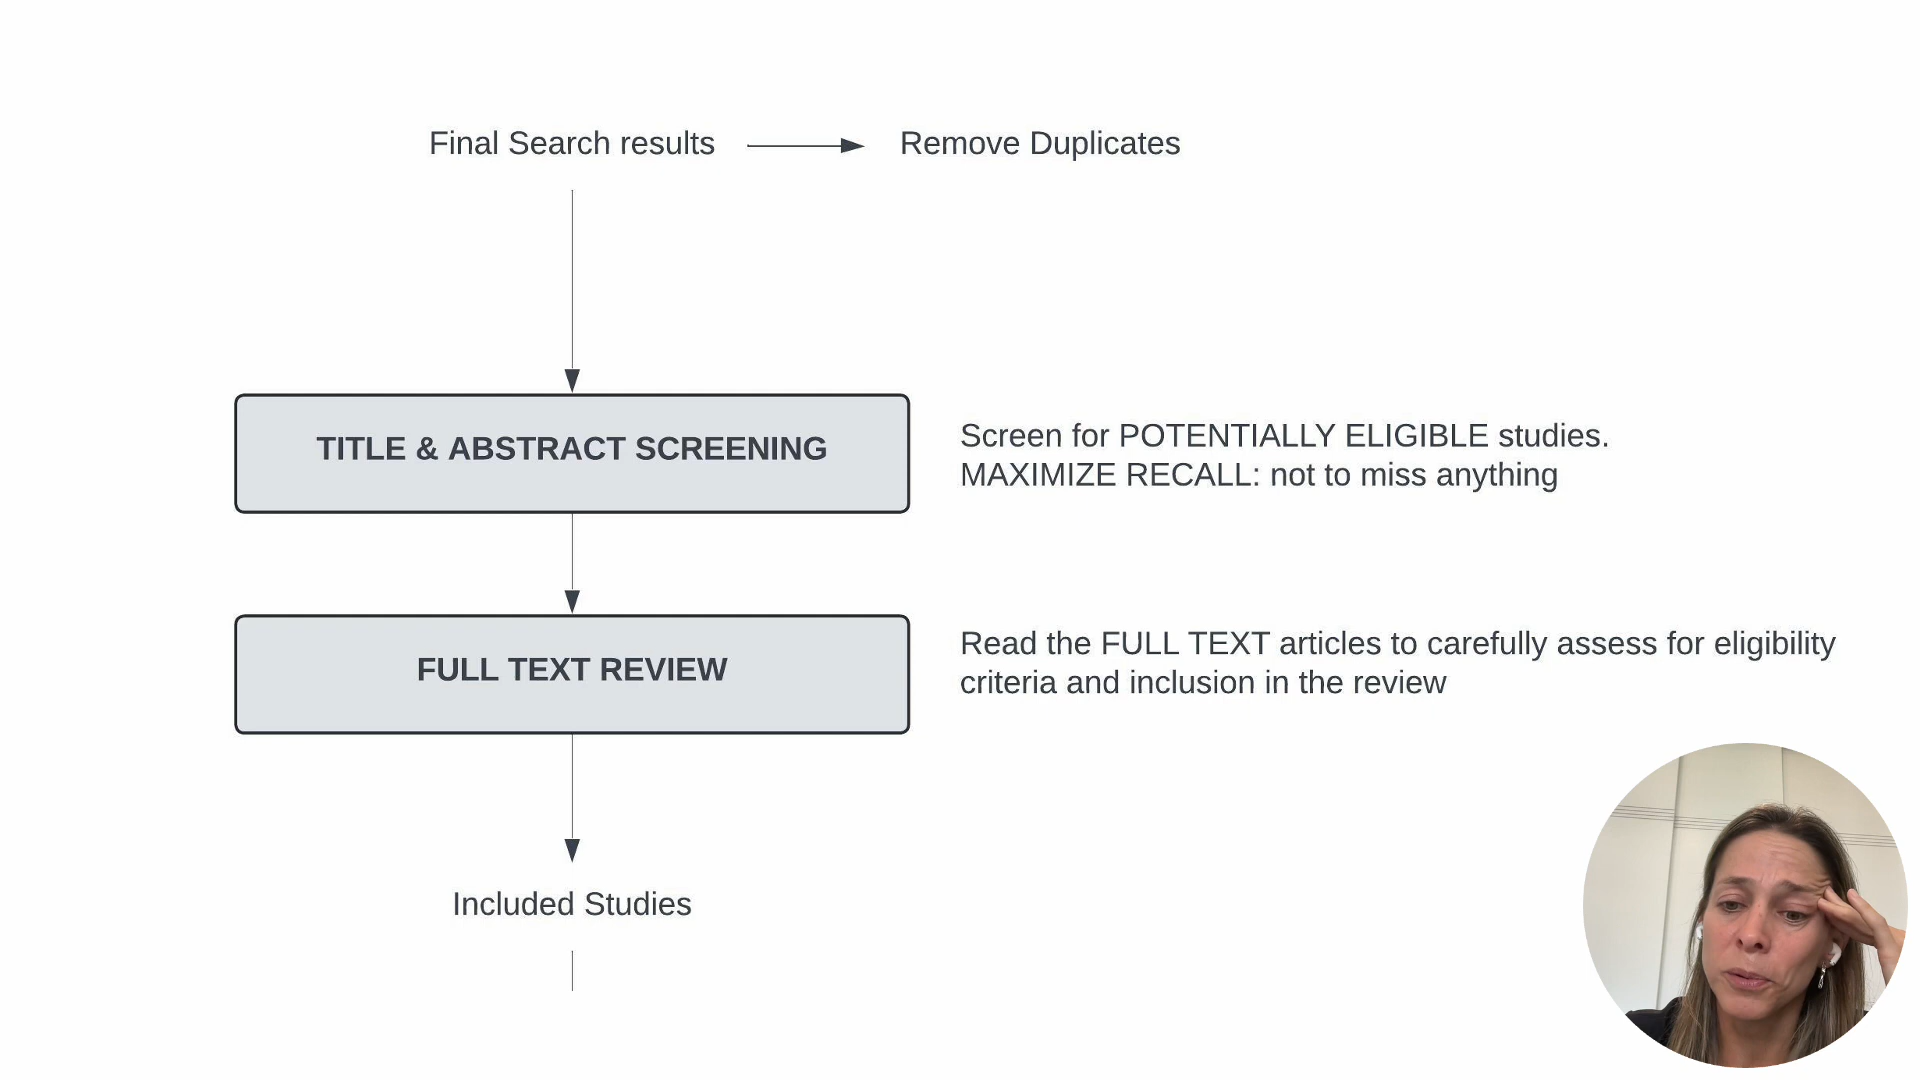 Final Search results
Remove Duplicates
TITLE & ABSTRACT SCREENING
Screen for POTENTIALLY ELIGIBLE studies.
MAXIMIZE RECALL: not to miss anything
FULL TEXT REVIEW
Read the FULL TEXT articles to carefully assess for eligibility
criteria and inclusion in the review
Included Studies